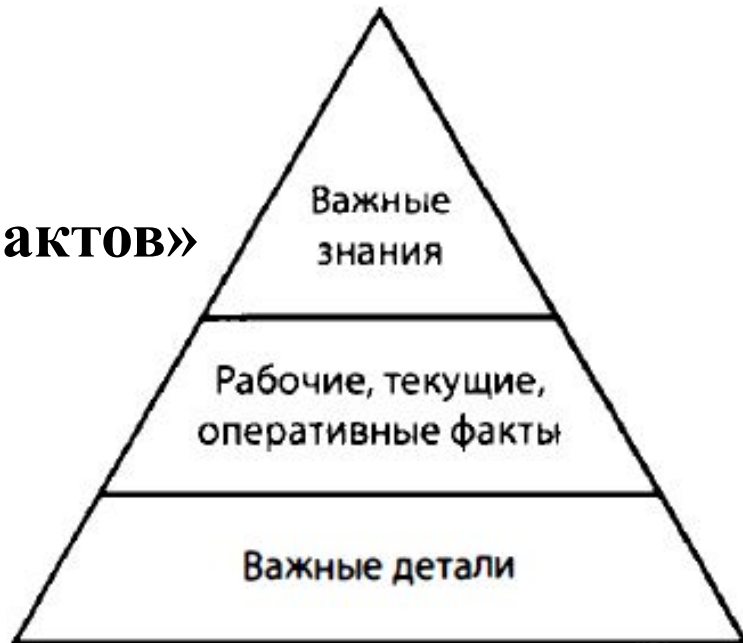 Важные
знания
актов»
Рабочие, текущие,
оперативные факты
Важные детали